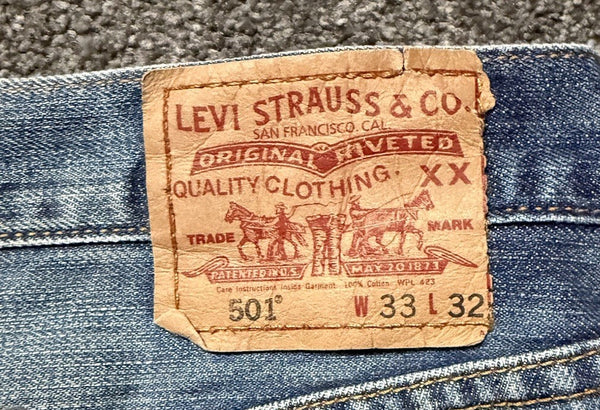 LEVI STRAUSS & CO.
SAN FRANCISCO, CAL.
ORIGINAL RIVETED
QUALITY CLOTHING. XX
TRADE MARK
PATENTED IN U.S. MAY 20 1873
Care Instructions Inside Garment 100% Cotton WPL 423
501® W 33 L 32